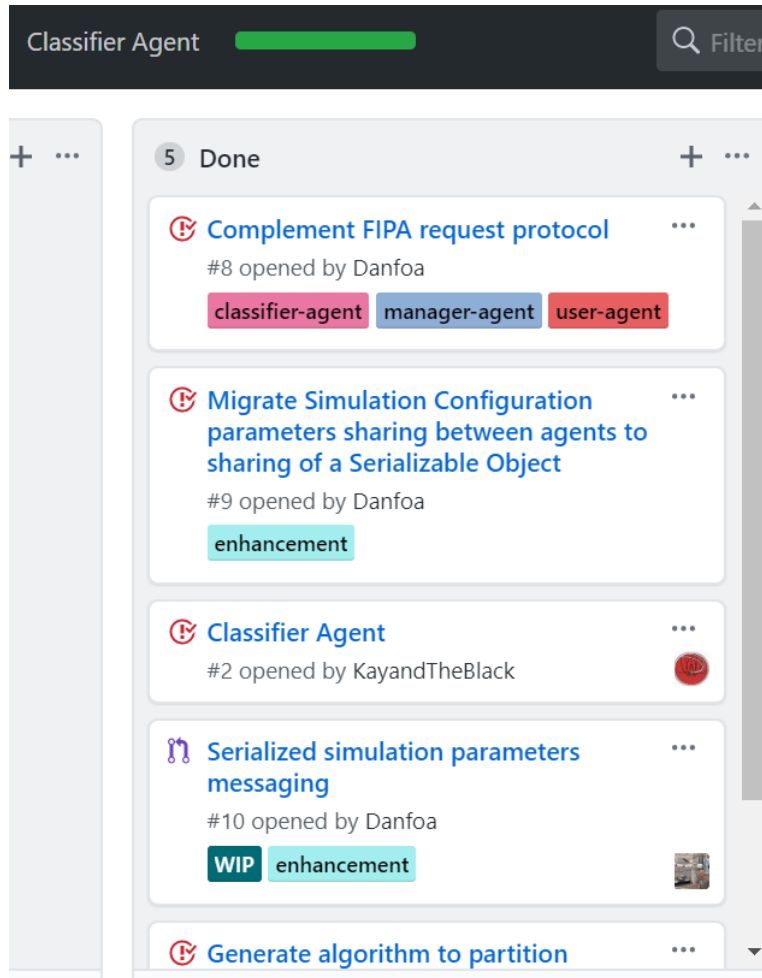 Classifier Agent
Filter
5 Done
Complement FIPA request protocol
#8 opened by Danfoa
classifier-agent manager-agent user-agent
Migrate Simulation Configuration
parameters sharing between agents to
sharing of a Serializable Object
#9 opened by Danfoa
enhancement
Classifier Agent
#2 opened by KayandTheBlack
Serialized simulation parameters
messaging
#10 opened by Danfoa
WIP enhancement
Generate algorithm to partition